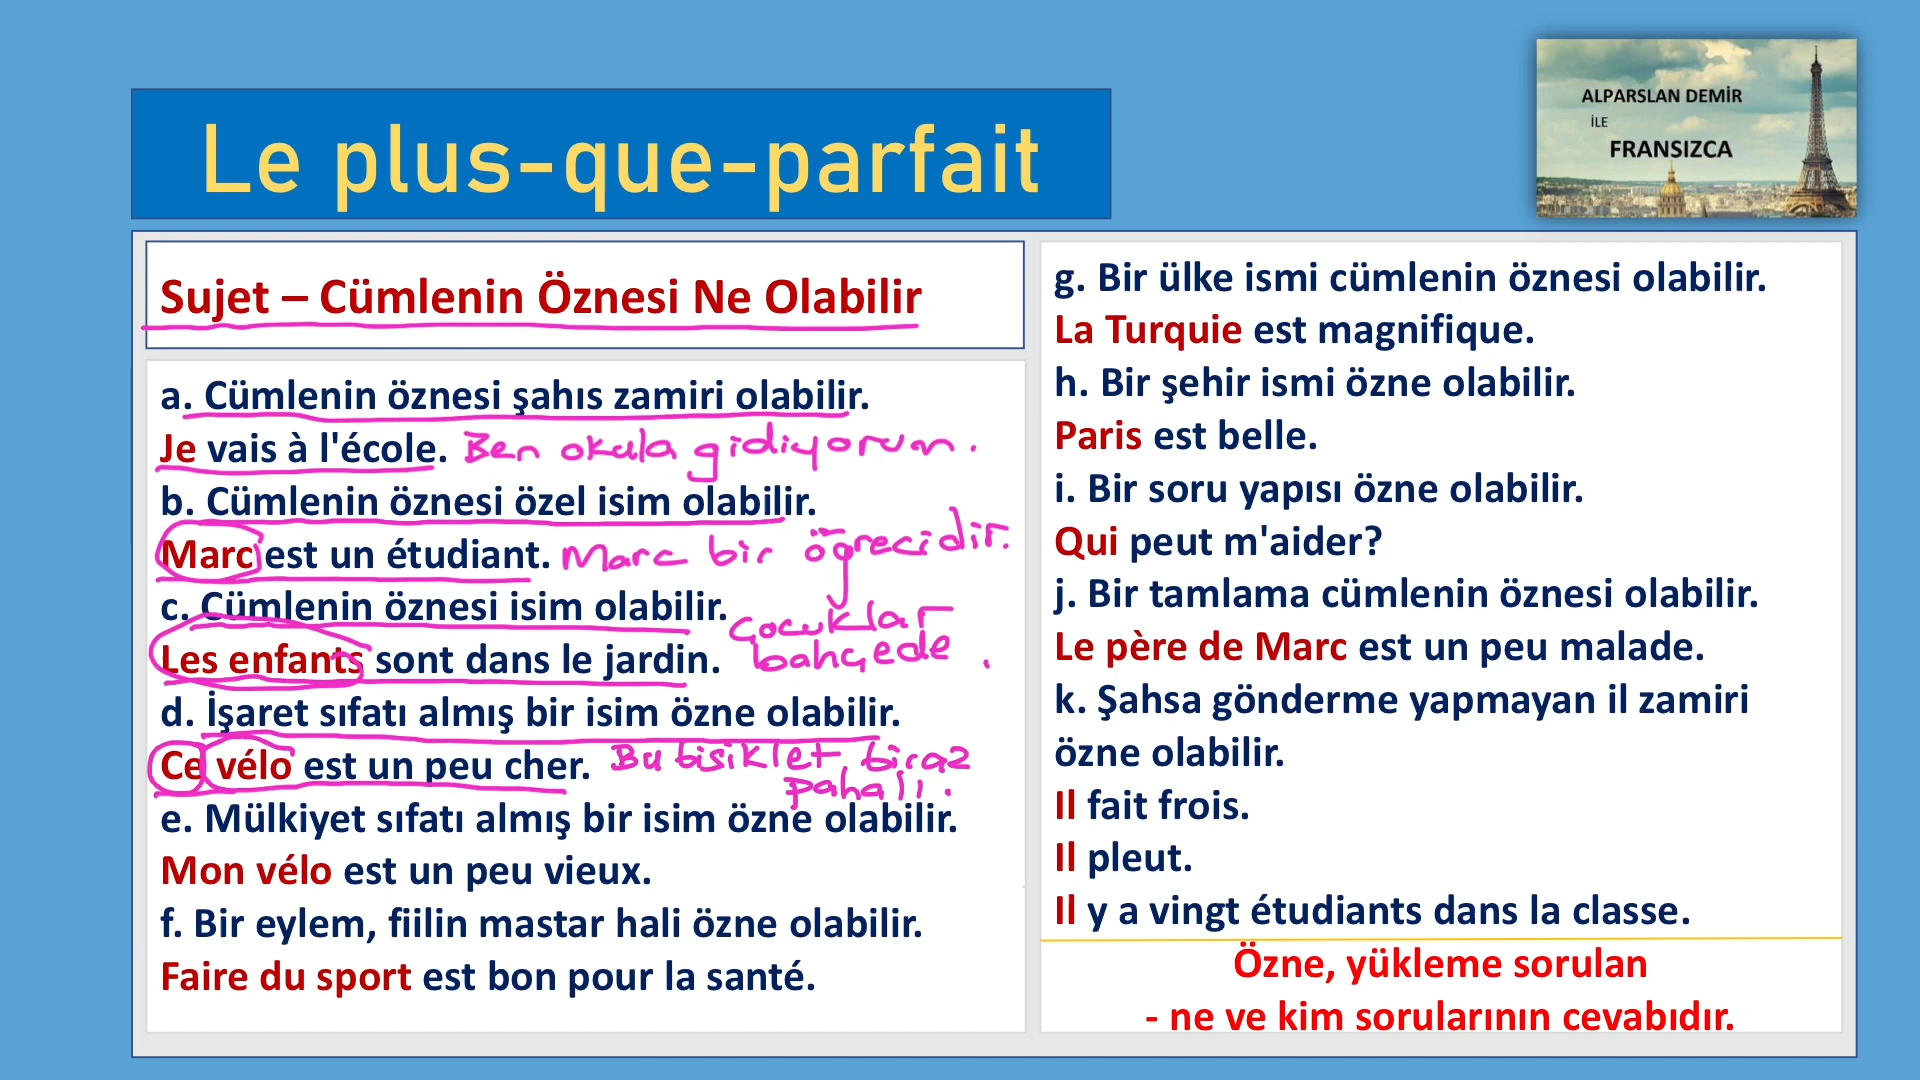 ALPARSLAN DEMİR
İLE
FRANSIZCA
Le plus-que-parfait
Sujet – Cümlenin Öznesi Ne Olabilir
a. Cümlenin öznesi şahıs zamiri olabilir.
Je vais à l'école. Ben okula gidiyorum.
b. Cümlenin öznesi özel isim olabilir.
Marc est un étudiant. Marc bir öğrecidir.
c. Cümlenin öznesi isim olabilir.
Les enfants sont dans le jardin. Çocuklar
bahçede .
d. İşaret sıfatı almış bir isim özne olabilir.
Ce vélo est un peu cher. Bu bisiklet biraz
pahalı.
e. Mülkiyet sıfatı almış bir isim özne olabilir.
Mon vélo est un peu vieux.
f. Bir eylem, fiilin mastar hali özne olabilir.
Faire du sport est bon pour la santé.
g. Bir ülke ismi cümlenin öznesi olabilir.
La Turquie est magnifique.
h. Bir şehir ismi özne olabilir.
Paris est belle.
i. Bir soru yapısı özne olabilir.
Qui peut m'aider?
j. Bir tamlama cümlenin öznesi olabilir.
Le père de Marc est un peu malade.
k. Şahsa gönderme yapmayan il zamiri
özne olabilir.
Il fait frois.
Il pleut.
Il y a vingt étudiants dans la classe.
Özne, yükleme sorulan
- ne ve kim sorularının cevabıdır.